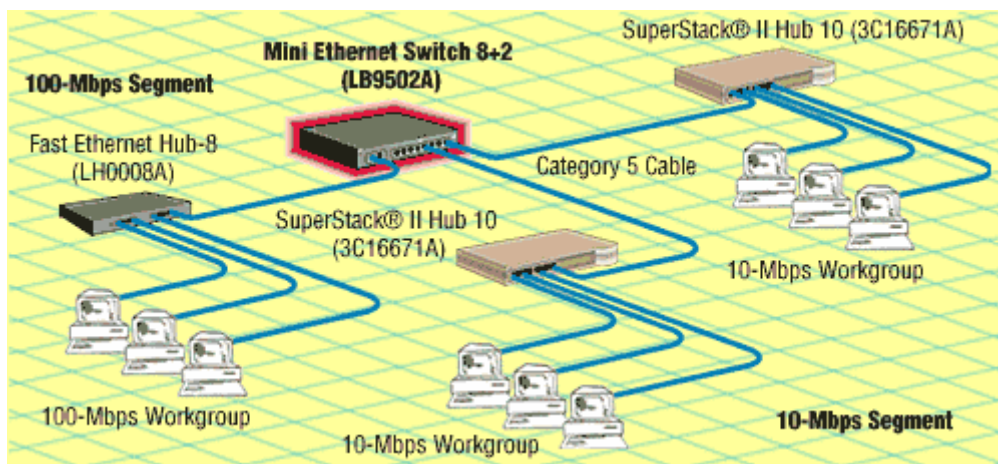 SuperStack® II Hub 10 (3C16671A)
Mini Ethernet Switch 8+2
(LB9502A)
100-Mbps Segment
Fast Ethernet Hub-8
(LH0008A)
Category 5 Cable
SuperStack® II Hub 10
(3C16671A)
10-Mbps Workgroup
100-Mbps Workgroup
10-Mbps Workgroup
10-Mbps Segment